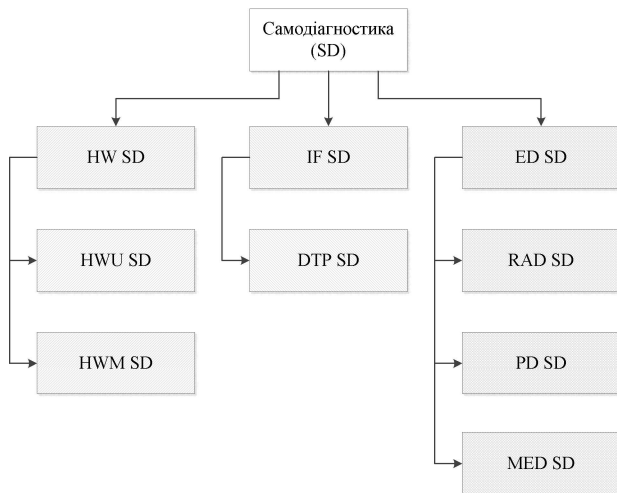 Самодіагностика
(SD)
HW SD
IF SD
ED SD
HWU SD
DTP SD
RAD SD
HWM SD
PD SD
MED SD